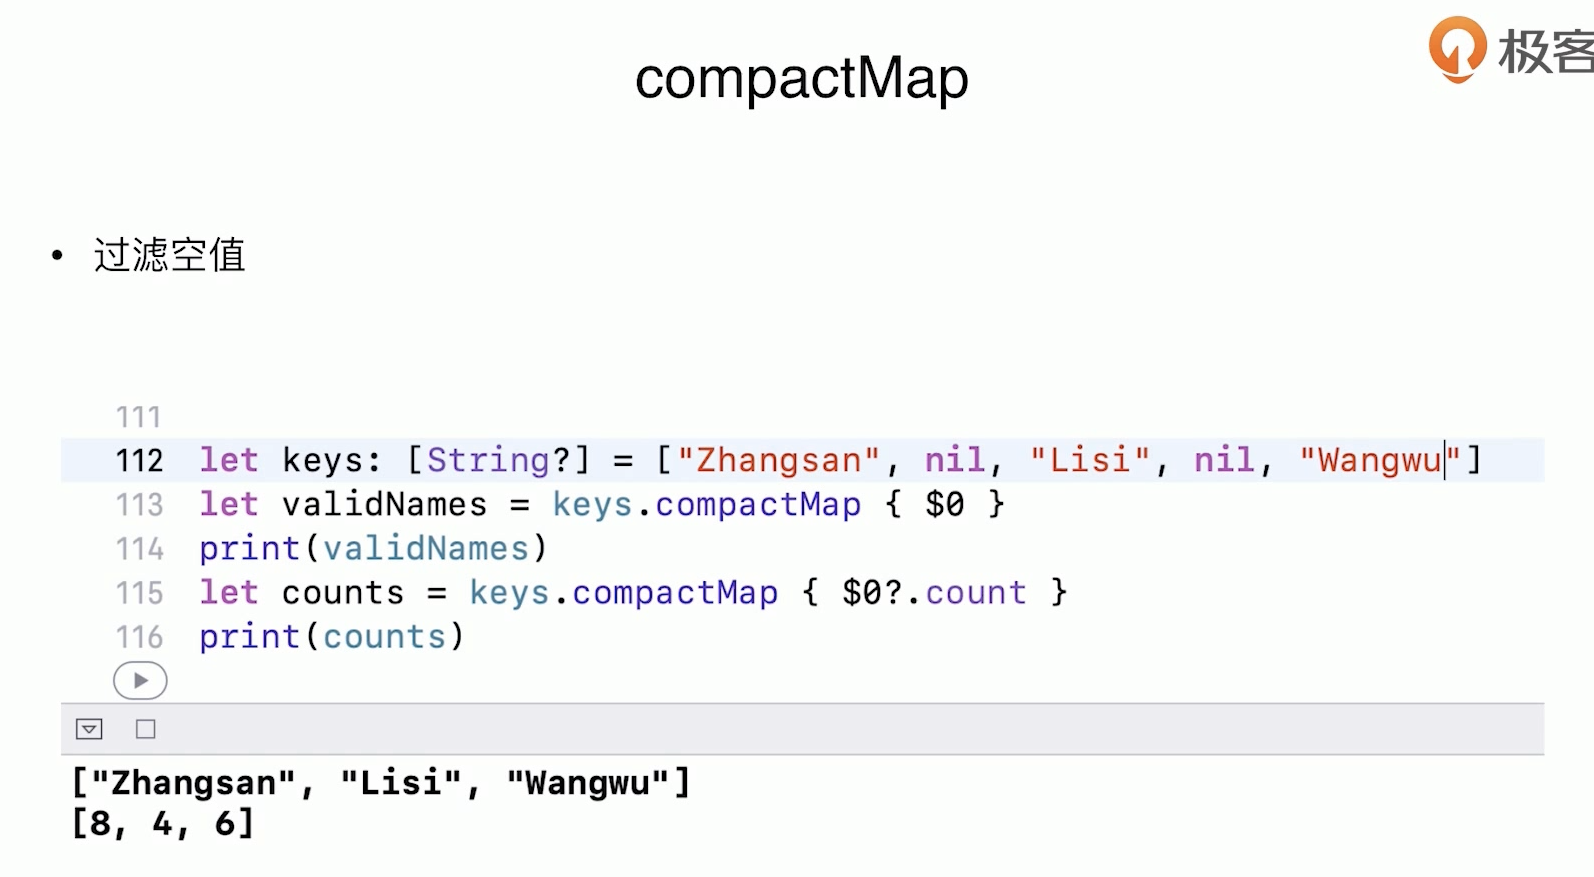 极客
compactMap
• 过滤空值
111
112 let keys: [String?] = ["Zhangsan", nil, "Lisi", nil, "Wangwu"]
113 let validNames = keys.compactMap { $0 }
114 print(validNames)
115 let counts = keys.compactMap { $0?.count }
116 print(counts)
["Zhangsan", "Lisi", "Wangwu"]
[8, 4, 6]